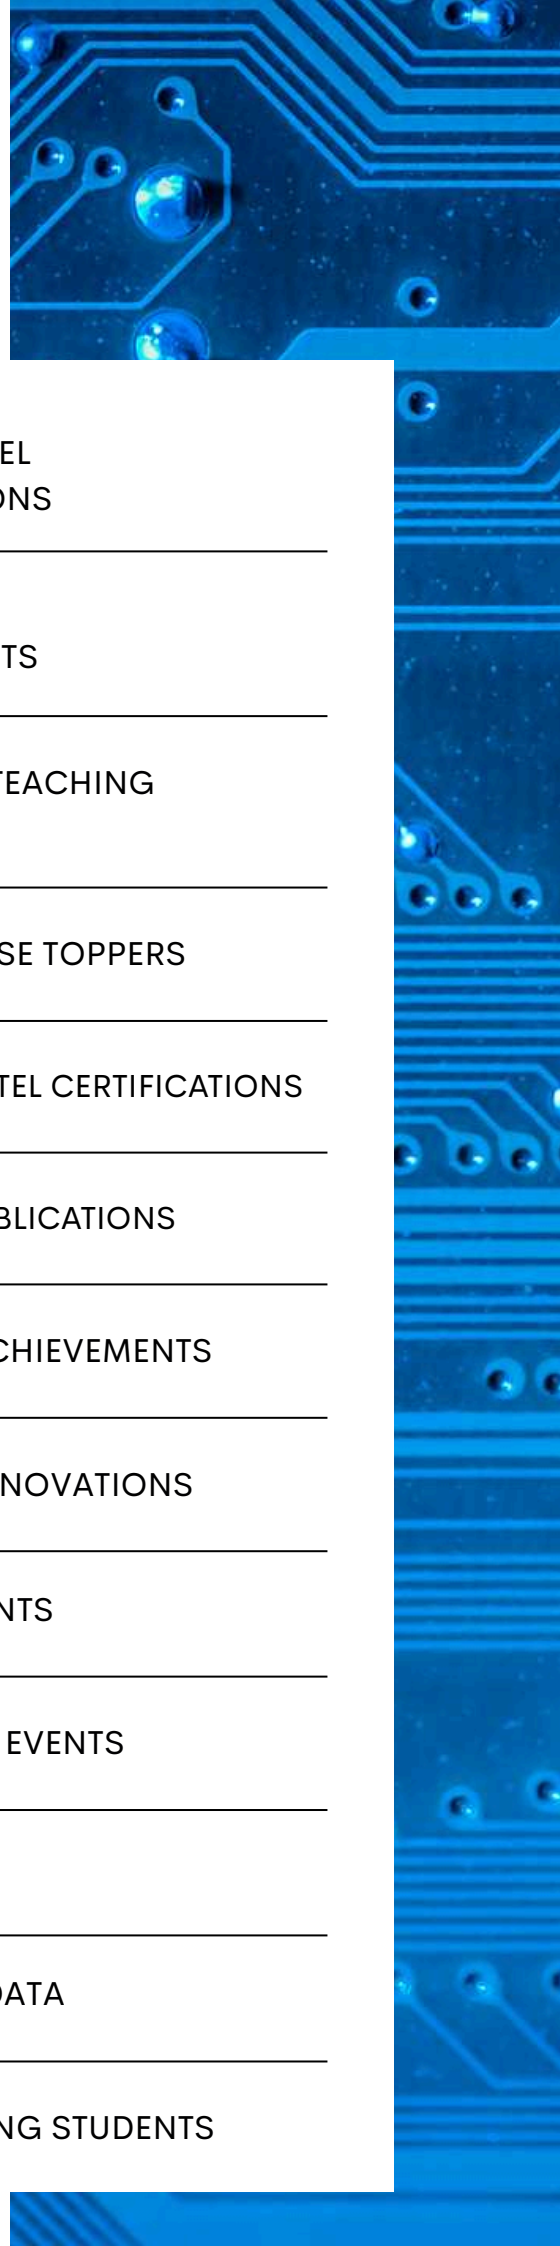 EL
ONS
TS
TEACHING
SE TOPPERS
TEL CERTIFICATIONS
BLICATIONS
CHIEVEMENTS
NOVATIONS
NTS
EVENTS
DATA
NG STUDENTS